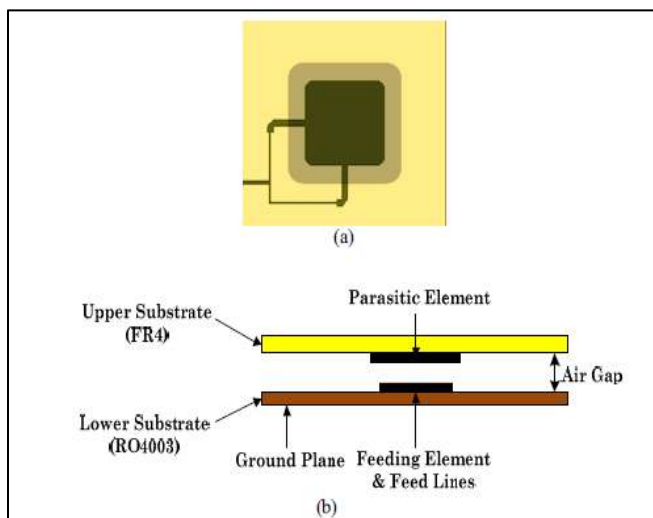 (a)
Parasitic Element
Upper Substrate
(FR4)
Air Gap
Lower Substrate
(RO4003)
Ground Plane
Feeding Element
& Feed Lines
(b)